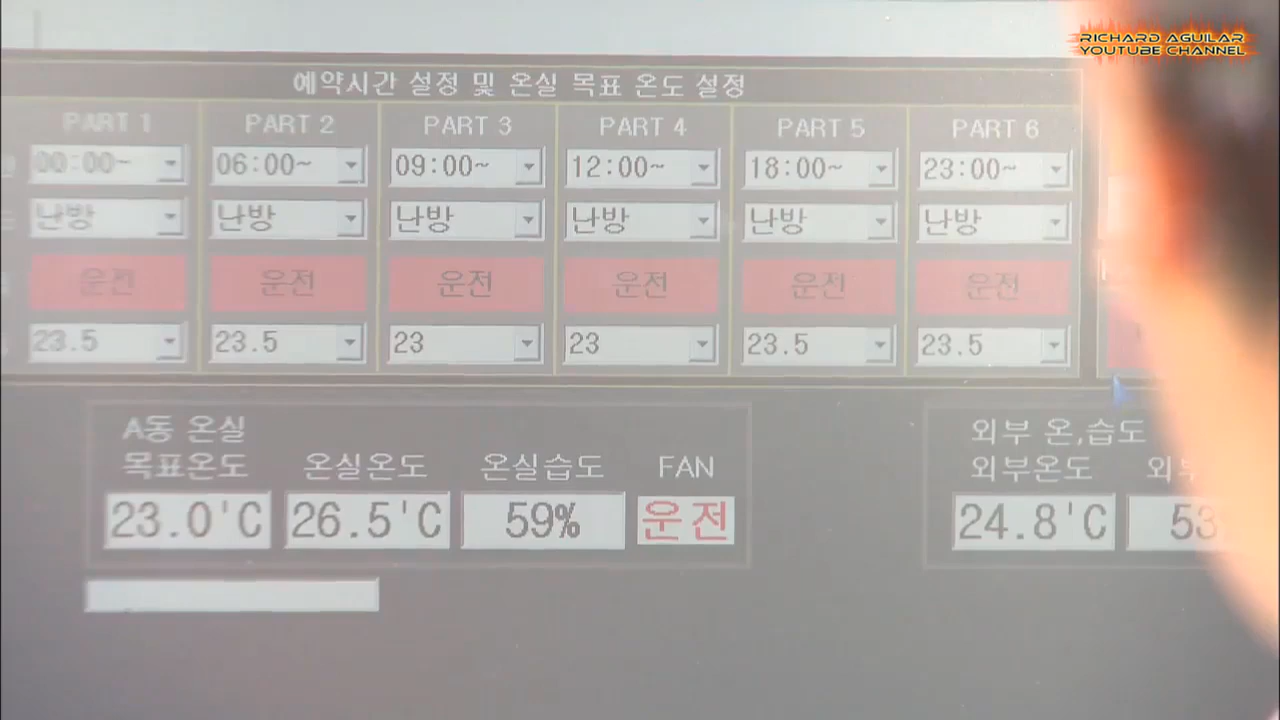 RICHARD AGUILAR
YOUTUBE CHANNEL
예약시간 설정 및 온실 목표 온도 설정
PART 1 PART 2 PART 3 PART 4 PART 5 PART 6
00:00~ 06:00~ 09:00~ 12:00~ 18:00~ 23:00~
난방 난방 난방 난방 난방 난방
운전 운전 운전 운전 운전 운전
23.5 23.5 23 23 23.5 23.5
A동 온실 외부 온,습도
목표온도 온실온도 온실습도 FAN 외부온도 외부
23.0'C 26.5'C 59% 운전 24.8'C 53